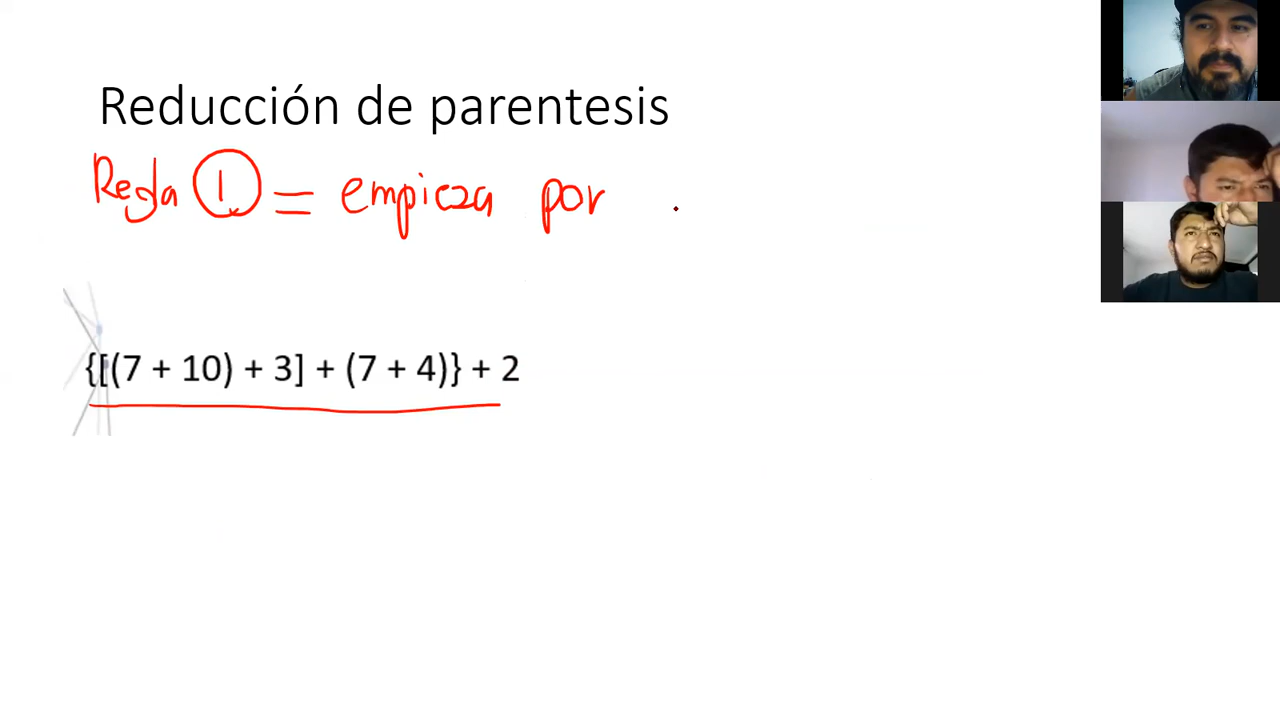 Reducción de parentesis
Regla 1 = empieza por
{[(7 + 10) + 3] + (7 + 4)} + 2